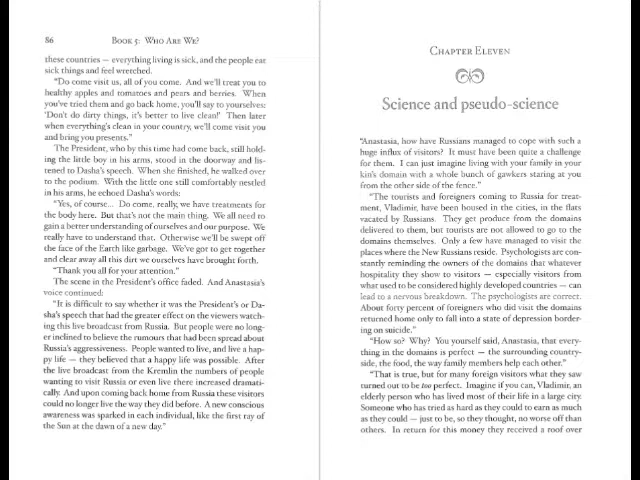 86 Book 5: Who Are We?
these countries — everything living is sick, and the people eat
sick things and feel wretched.
"Do come visit us, all of you come. And we'll treat you to
healthy apples and tomatoes and pears and berries. When
you've tried them and go back home, you'll say to yourselves:
'Don't do dirty things, it's better to live clean!' Then later
when everything's clean in your country, we'll come visit you
and bring you presents."
The President, who by this time had come back, still hold-
ing the little boy in his arms, stood in the doorway and lis-
tened to Dasha's speech. When she finished, he walked over
to the podium. With the little one still comfortably nestled
in his arms, he echoed Dasha's words:
"Yes, of course... Do come, really, we have treatments for
the body here. But that's not the main thing. We all need to
gain a better understanding of ourselves and our purpose. We
really have to understand that. Otherwise we'll be swept off
the face of the Earth like garbage. We've got to get together
and clear away all this dirt we ourselves have brought forth.
"Thank you all for your attention."
The scene in the President's office faded. And Anastasia's
voice continued:
"It is difficult to say whether it was the President's or Da-
sha's speech that had the greater effect on the viewers watch-
ing this live broadcast from Russia. But people were no long-
er inclined to believe the rumours that had been spread about
Russia's aggressiveness. People wanted to live, and live a hap-
py life — they believed that a happy life was possible. After
the live broadcast from the Kremlin the numbers of people
wanting to visit Russia or even live there increased dramati-
cally. And upon coming back home from Russia these visitors
could no longer live the way they did before. A new conscious
awareness was sparked in each individual, like the first ray of
the Sun at the dawn of a new day."
Chapter Eleven
Science and pseudo-science
"Anastasia, how have Russians managed to cope with such a
huge influx of visitors? It must have been quite a challenge
for them. I can just imagine living with your family in your
kin's domain with a whole bunch of gawkers staring at you
from the other side of the fence."
"The tourists and foreigners coming to Russia for treat-
ment, Vladimir, have been housed in the cities, in the flats
vacated by Russians. They get produce from the domains
delivered to them, but tourists are not allowed to go to the
domains themselves. Only a few have managed to visit the
places where the New Russians reside. Psychologists are con-
stantly reminding the owners of the domains that whatever
hospitality they show to visitors — especially visitors from
what used to be considered highly developed countries — can
lead to a nervous breakdown. The psychologists are correct.
About forty percent of foreigners who did visit the domains
returned home only to fall into a state of depression border-
ing on suicide."
"How so? Why? You yourself said, Anastasia, that every-
thing in the domains is perfect — the surrounding country-
side, the food, the way family members help each other."
"That is true, but for many foreign visitors what they saw
turned out to be too perfect. Imagine if you can, Vladimir, an
elderly person who has lived most of their life in a large city.
Someone who has tried as hard as they could to earn as much
as they could — just to be, so they thought, no worse off than
others. In return for this money they received a roof over